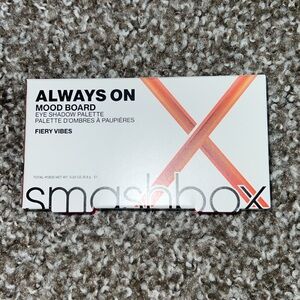 ALWAYS ON
MOOD BOARD
EYE SHADOW PALETTE
PALETTE D'OMBRES À PAUPIÈRES
FIERY VIBES
smashbox